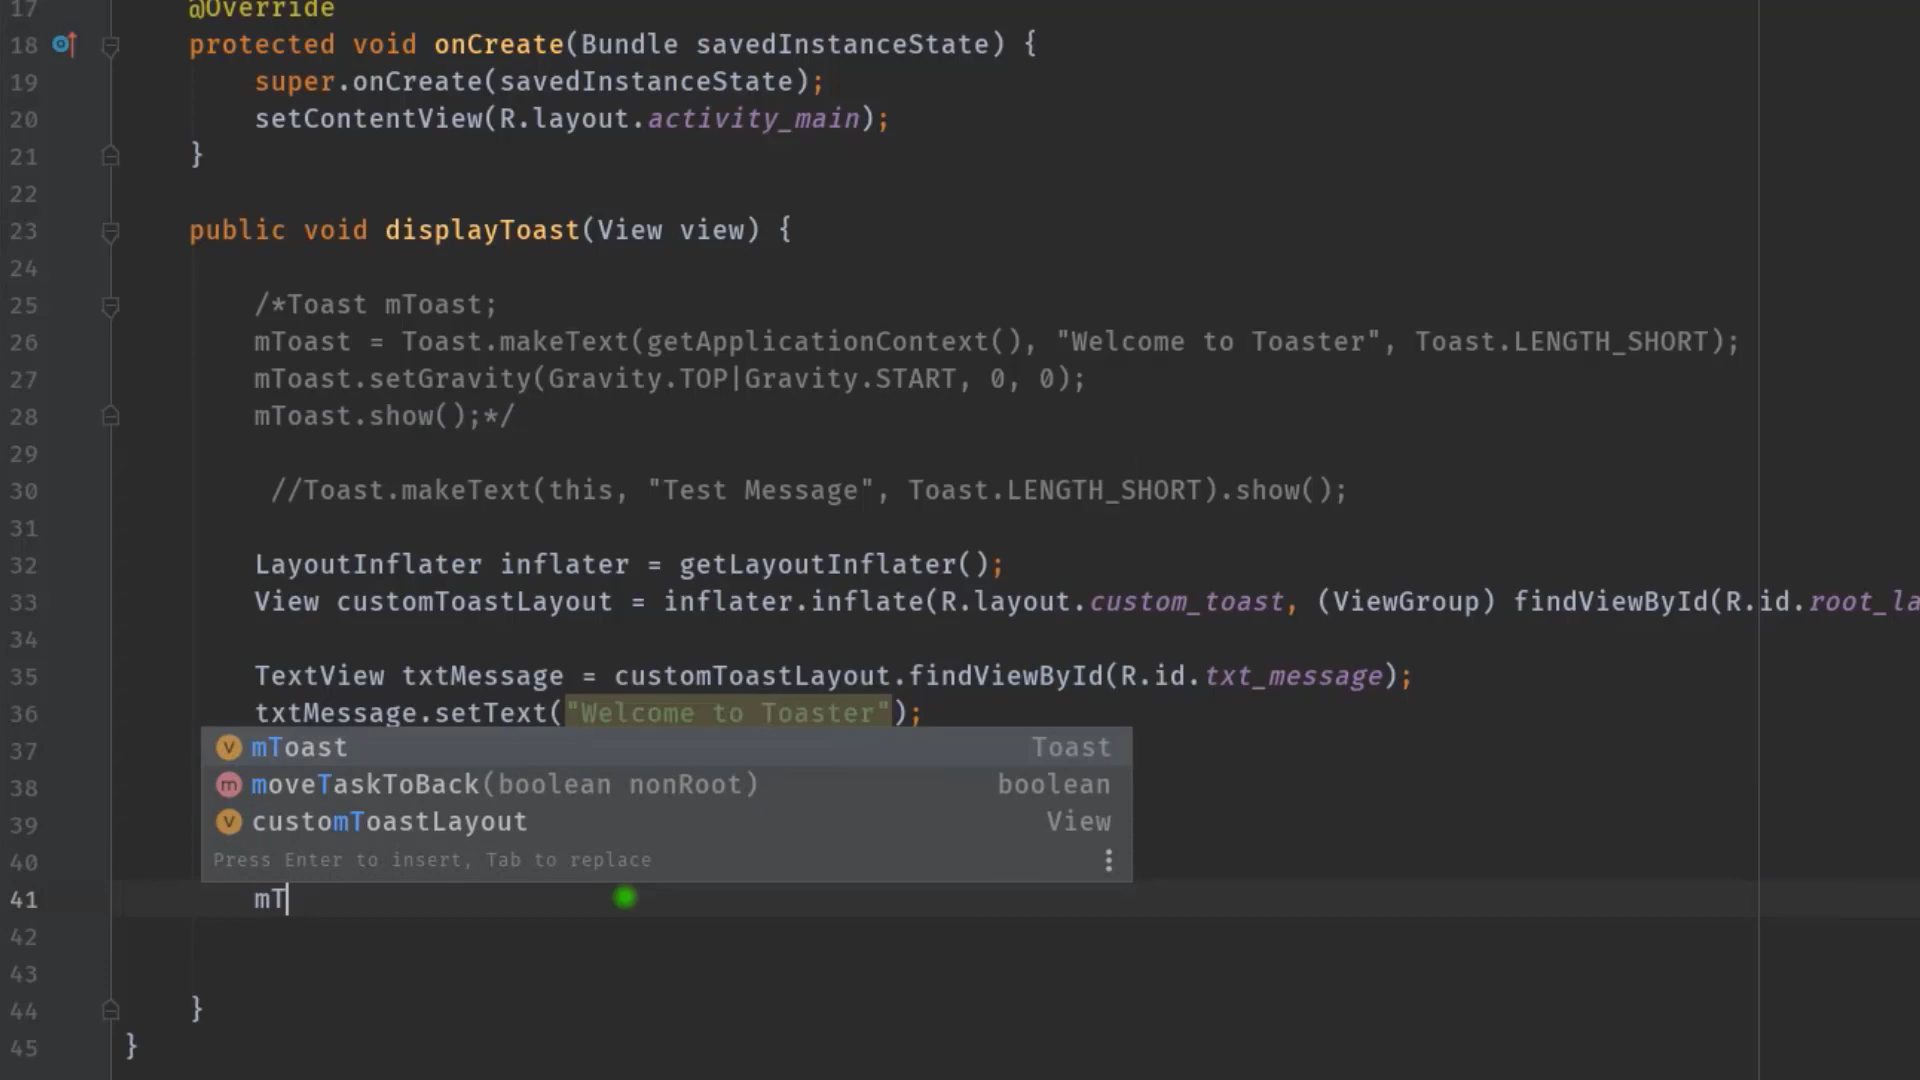 17 @Override
18 protected void onCreate(Bundle savedInstanceState) {
19 super.onCreate(savedInstanceState);
20 setContentView(R.layout.activity_main);
21 }
22
23 public void displayToast(View view) {
24
25 /*Toast mToast;
26 mToast = Toast.makeText(getApplicationContext(), "Welcome to Toaster", Toast.LENGTH_SHORT);
27 mToast.setGravity(Gravity.TOP|Gravity.START, 0, 0);
28 mToast.show();*/
29
30 //Toast.makeText(this, "Test Message", Toast.LENGTH_SHORT).show();
31
32 LayoutInflater inflater = getLayoutInflater();
33 View customToastLayout = inflater.inflate(R.layout.custom_toast, (ViewGroup) findViewById(R.id.root_la
34
35 TextView txtMessage = customToastLayout.findViewById(R.id.txt_message);
36 txtMessage.setText("Welcome to Toaster");
37 v mToast Toast
38 m moveTaskToBack(boolean nonRoot) boolean
39 v customToastLayout View
40 Press Enter to insert, Tab to replace
41 mT
42
43
44 }
45 }